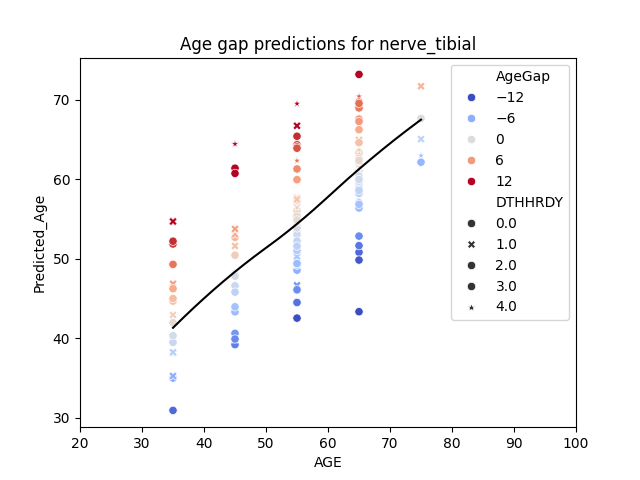 Age gap predictions for nerve_tibial
Predicted_Age
70
60
50
40
30
20 30 40 50 60 70 80 90 100
AGE
AgeGap
−12
−6
0
6
12
DTHHRDY
0.0
1.0
2.0
3.0
4.0